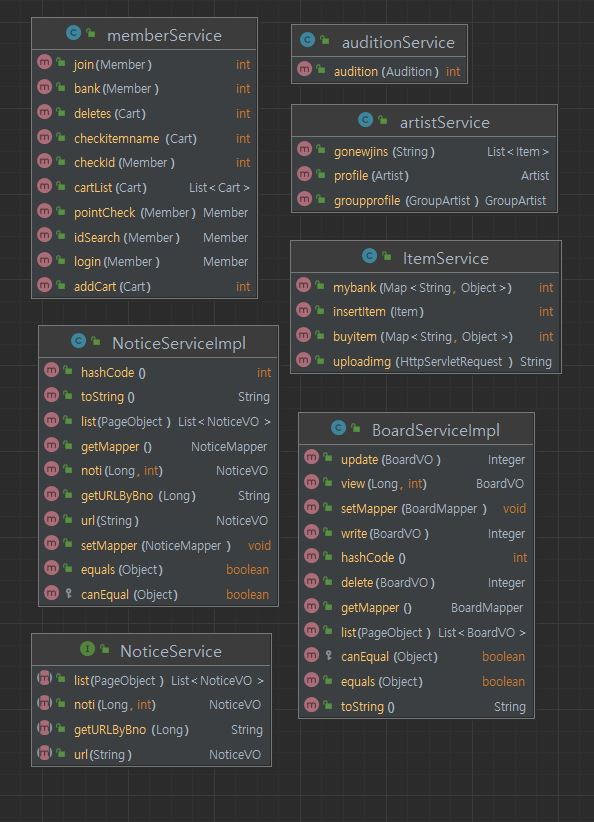 memberService
join(Member) int
bank(Member) int
deletes(Cart) int
checkitemname (Cart) int
checkId(Member) int
cartList(Cart) List<Cart>
pointCheck (Member) Member
idSearch(Member) Member
login(Member) Member
addCart(Cart) int
auditionService
audition(Audition) int
artistService
gonewjins(String) List<Item>
profile(Artist) Artist
groupprofile (GroupArtist) GroupArtist
ItemService
mybank(Map<String, Object>) int
insertItem (Item) int
buyitem(Map<String, Object>) int
uploadimg (HttpServletRequest) String
NoticeServiceImpl
hashCode () int
toString () String
list(PageObject) List<NoticeVO>
getMapper () NoticeMapper
noti(Long, int) NoticeVO
getURLByBno (Long) String
url(String) NoticeVO
setMapper(NoticeMapper) void
equals(Object) boolean
canEqual (Object) boolean
BoardServiceImpl
update(BoardVO) Integer
view(Long, int) BoardVO
setMapper(BoardMapper) void
write(BoardVO) Integer
hashCode () int
delete(BoardVO) Integer
getMapper () BoardMapper
list(PageObject) List<BoardVO>
canEqual (Object) boolean
equals(Object) boolean
toString () String
NoticeService
list(PageObject) List<NoticeVO>
noti(Long, int) NoticeVO
getURLByBno (Long) String
url(String) NoticeVO